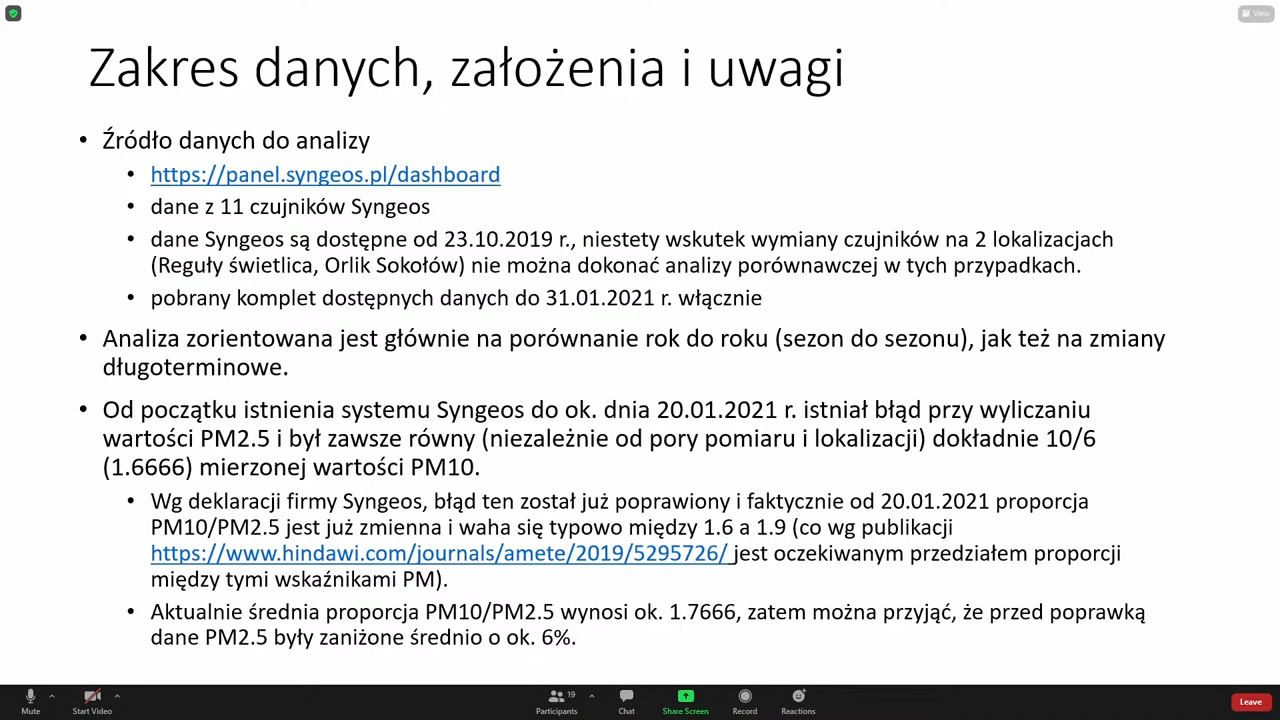 View
Zakres danych, założenia i uwagi
• Źródło danych do analizy
• https://panel.syngeos.pl/dashboard
• dane z 11 czujników Syngeos
• dane Syngeos są dostępne od 23.10.2019 r., niestety wskutek wymiany czujników na 2 lokalizacjach
(Reguły świetlica, Orlik Sokołów) nie można dokonać analizy porównawczej w tych przypadkach.
• pobrany komplet dostępnych danych do 31.01.2021 r. włącznie
• Analiza zorientowana jest głównie na porównanie rok do roku (sezon do sezonu), jak też na zmiany
długoterminowe.
• Od początku istnienia systemu Syngeos do ok. dnia 20.01.2021 r. istniał błąd przy wyliczaniu
wartości PM2.5 i był zawsze równy (niezależnie od pory pomiaru i lokalizacji) dokładnie 10/6
(1.6666) mierzonej wartości PM10.
• Wg deklaracji firmy Syngeos, błąd ten został już poprawiony i faktycznie od 20.01.2021 proporcja
PM10/PM2.5 jest już zmienna i waha się typowo między 1.6 a 1.9 (co wg publikacji
https://www.hindawi.com/journals/amete/2019/5295726/ jest oczekiwanym przedziałem proporcji
między tymi wskaźnikami PM).
• Aktualnie średnia proporcja PM10/PM2.5 wynosi ok. 1.7666, zatem można przyjąć, że przed poprawką
dane PM2.5 były zaniżone średnio o ok. 6%.
19
Mute Start Video Participants Chat Share Screen Record Reactions Leave